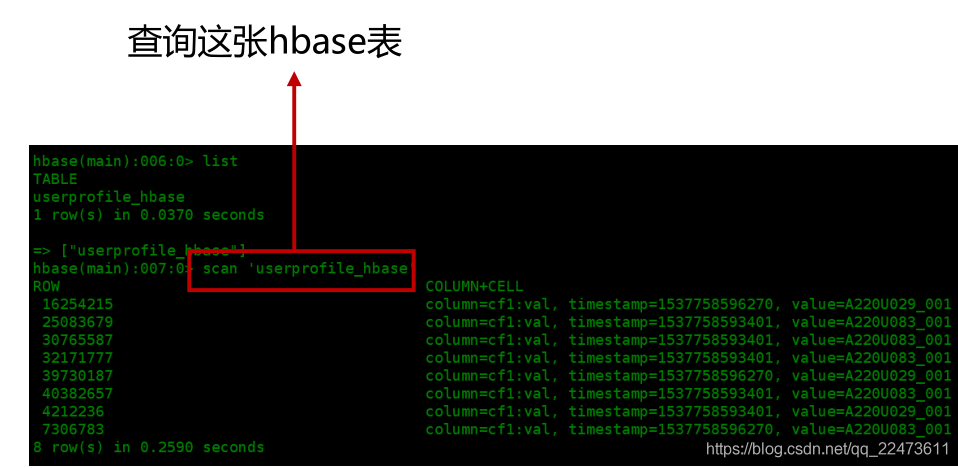 查询这张hbase表
hbase(main):006:0> list
TABLE
userprofile_hbase
1 row(s) in 0.0370 seconds
=> ["userprofile_hbase"]
hbase(main):007:0> scan 'userprofile_hbase'
ROW COLUMN+CELL
16254215 column=cf1:val, timestamp=1537758596270, value=A220U029_001
25083679 column=cf1:val, timestamp=1537758593401, value=A220U083_001
30765587 column=cf1:val, timestamp=1537758593401, value=A220U083_001
32171777 column=cf1:val, timestamp=1537758593401, value=A220U083_001
39730187 column=cf1:val, timestamp=1537758596270, value=A220U029_001
40382657 column=cf1:val, timestamp=1537758593401, value=A220U083_001
4212236 column=cf1:val, timestamp=1537758593401, value=A220U029_001
7306783 column=cf1:val, timestamp=1537758593401, value=A220U083_001
8 row(s) in 0.2590 seconds
https://blog.csdn.net/qq_22473611